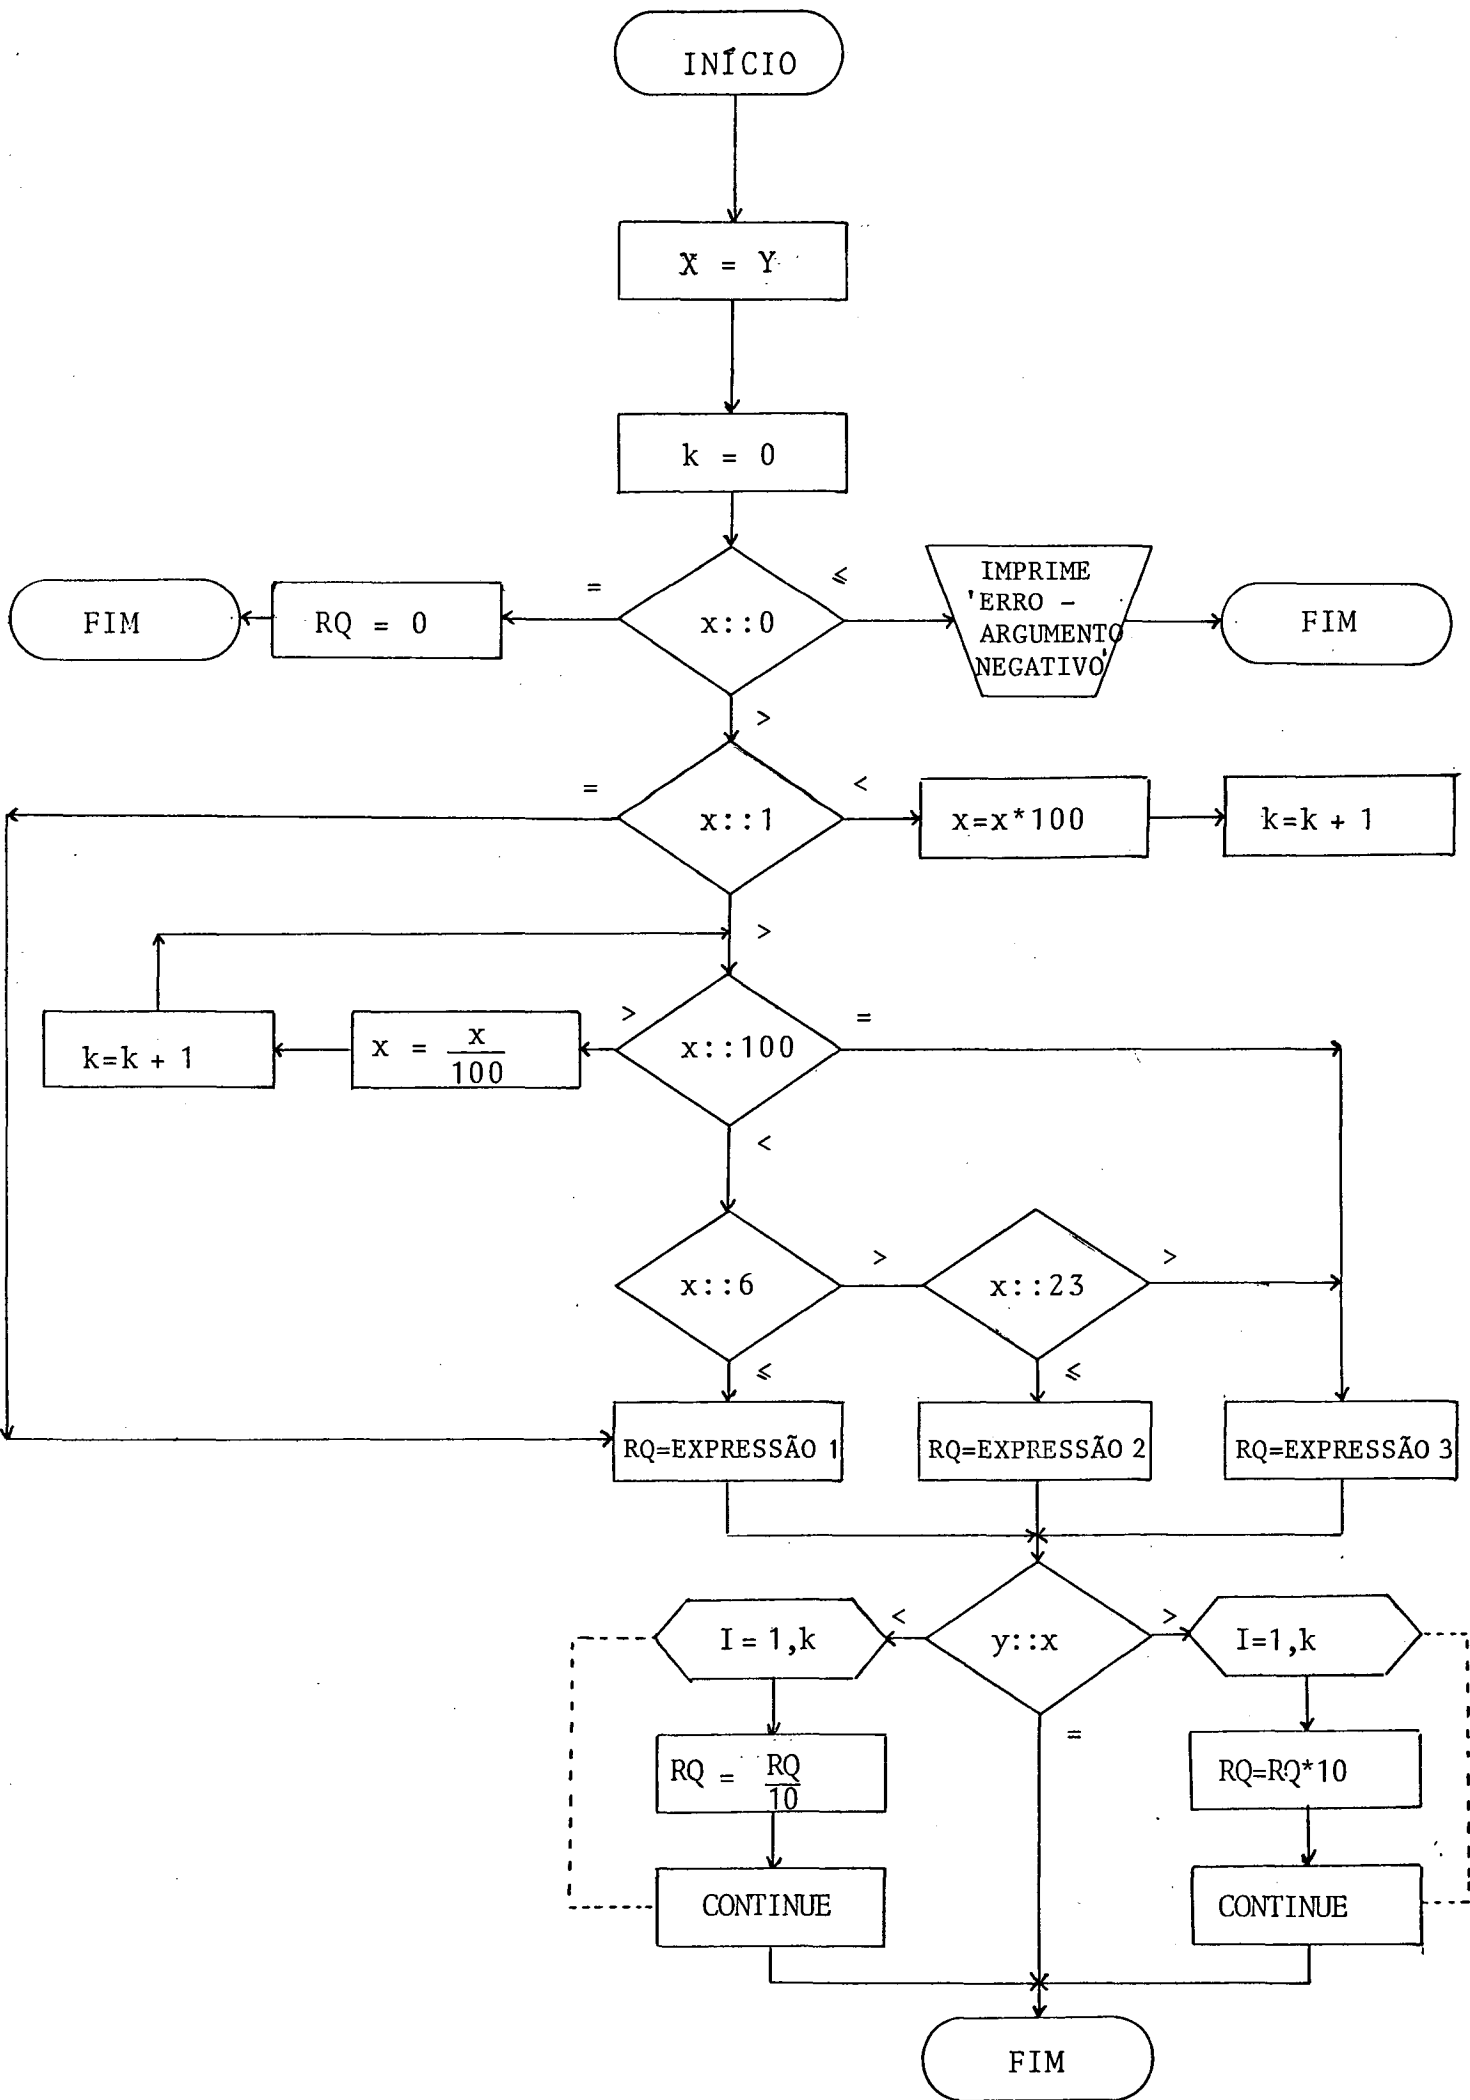 INÍCIO
X = Y
k = 0
FIM
RQ = 0
=
x::0
⩽
IMPRIME
'ERRO –
ARGUMENTO
NEGATIVO'
FIM
>
=
x::1
<
x=x*100
k=k + 1
>
k=k + 1
x = x
100
>
x::100
=
<
x::6
>
x::23
>
⩽
⩽
RQ=EXPRESSÃO 1
RQ=EXPRESSÃO 2
RQ=EXPRESSÃO 3
I = 1,k
<
y::x
>
I=1,k
=
RQ = RQ
10
RQ=RQ*10
CONTINUE
CONTINUE
FIM